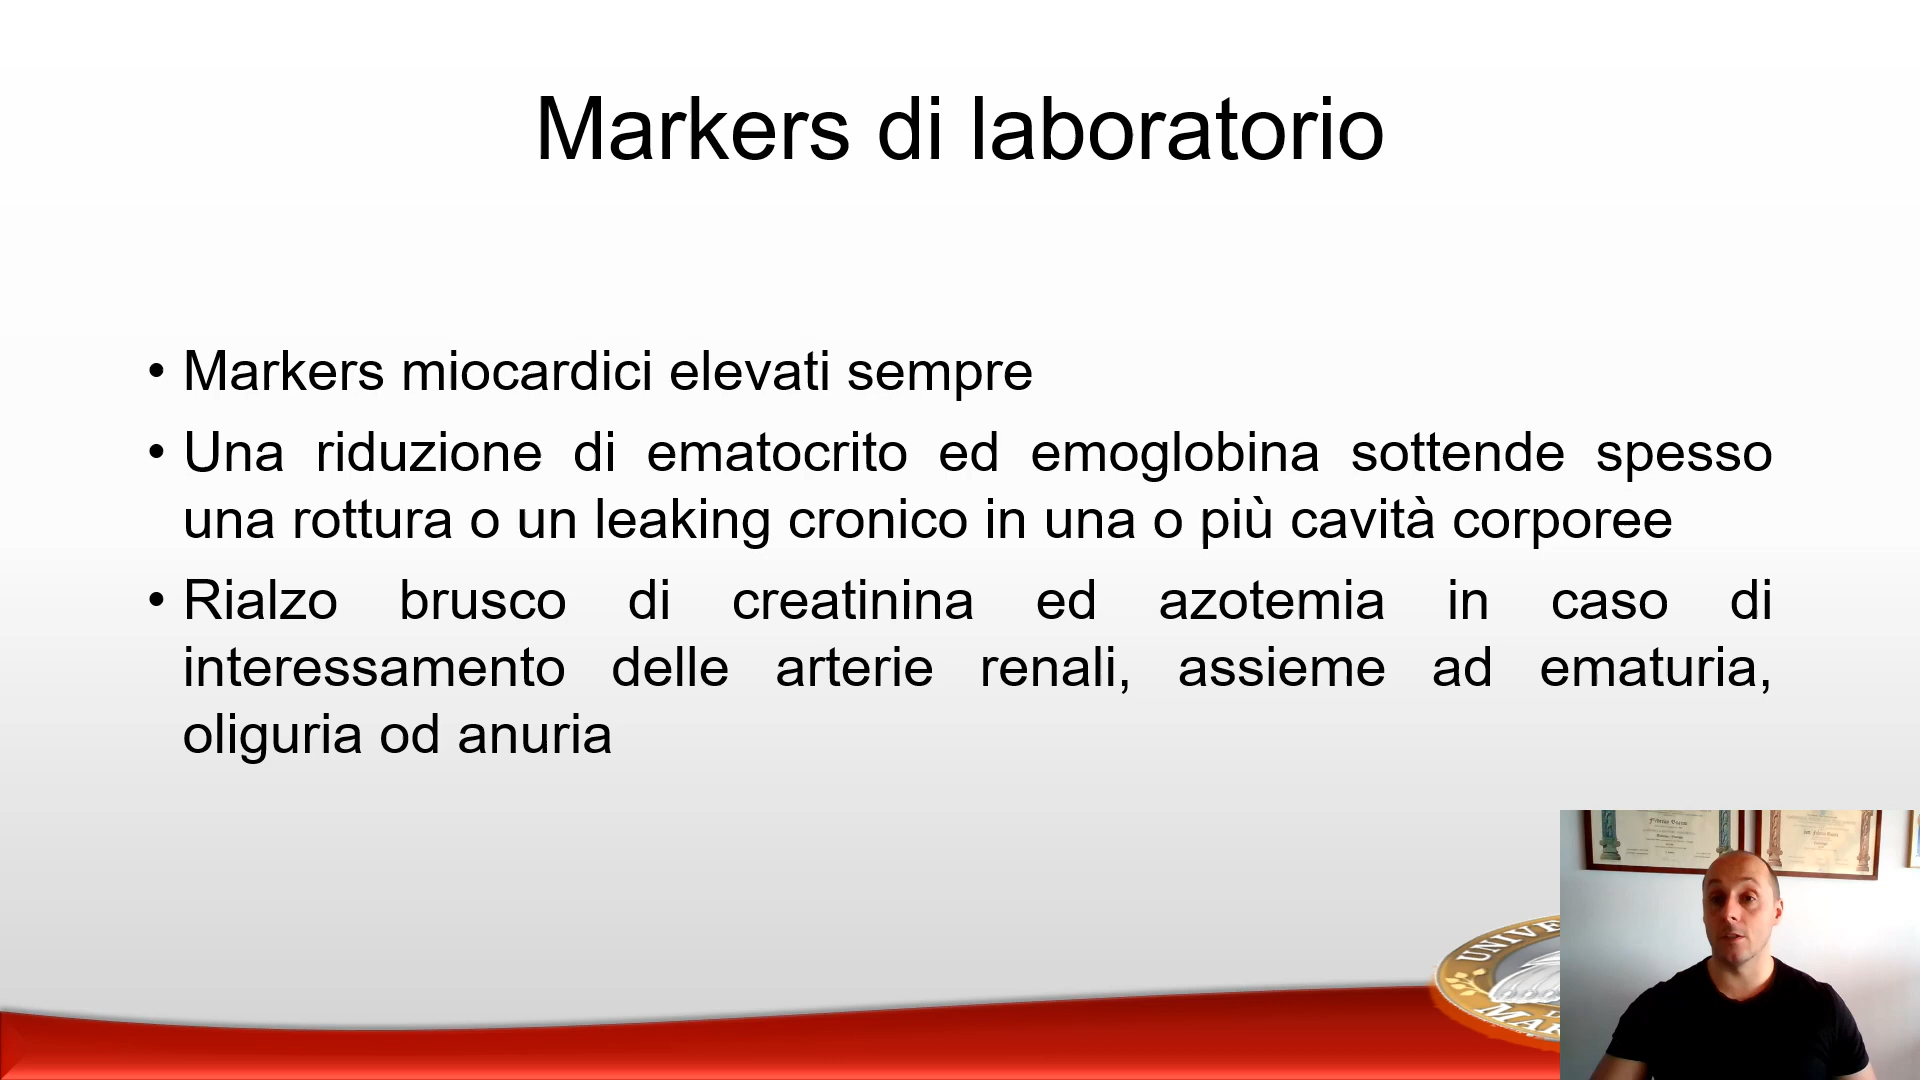 Markers di laboratorio
• Markers miocardici elevati sempre
• Una riduzione di ematocrito ed emoglobina sottende spesso
una rottura o un leaking cronico in una o più cavità corporee
• Rialzo brusco di creatinina ed azotemia in caso di
interessamento delle arterie renali, assieme ad ematuria,
oliguria od anuria